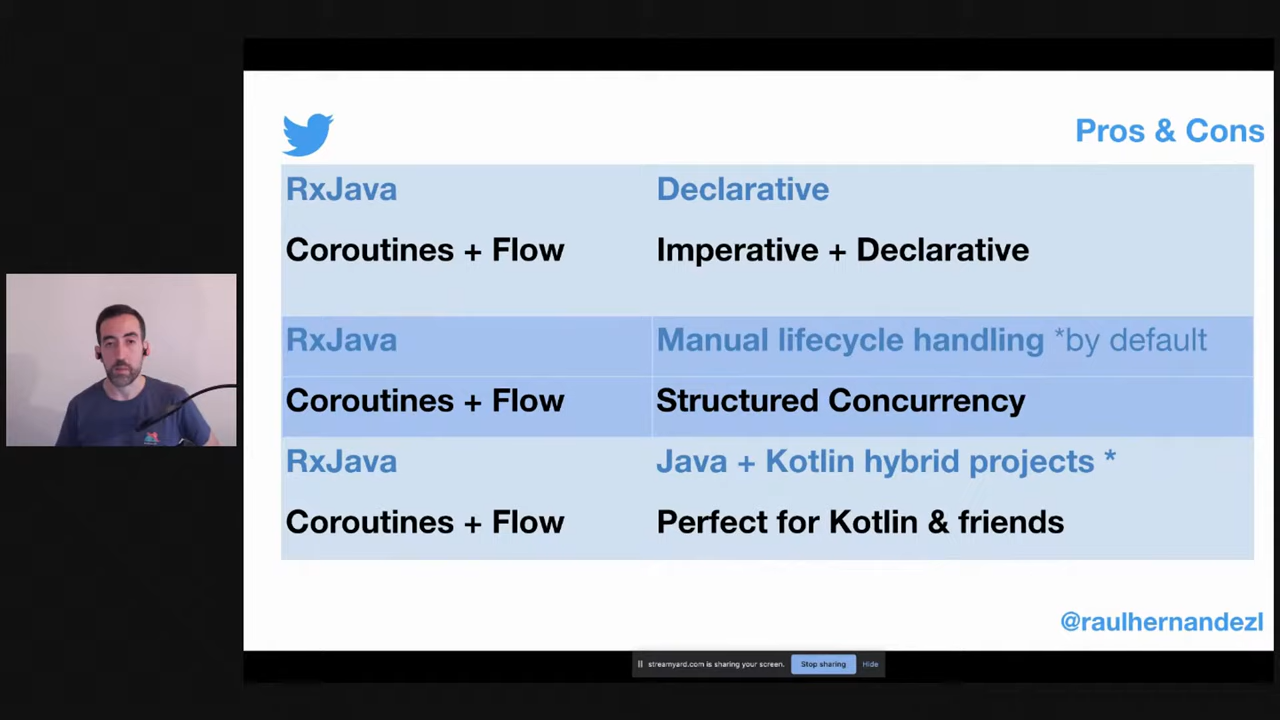 Pros & Cons
RxJava Declarative
Coroutines + Flow Imperative + Declarative
RxJava Manual lifecycle handling *by default
Coroutines + Flow Structured Concurrency
RxJava Java + Kotlin hybrid projects *
Coroutines + Flow Perfect for Kotlin & friends
@raulhernandezl
streamyard.com is sharing your screen. Stop sharing Hide